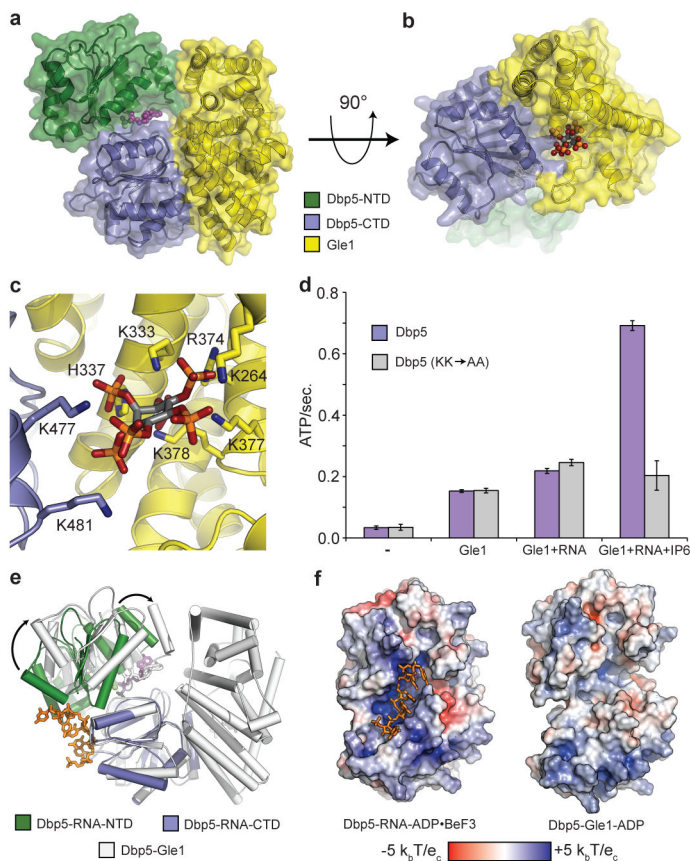 a
b
90°
Dbp5-NTD
Dbp5-CTD
Gle1
c
K333
R374
H337
K264
K477
K378
K377
K481
d
ATP/sec.
0.8
0.6
0.4
0.2
0.0
Dbp5
Dbp5 (KK→AA)
- Gle1 Gle1+RNA Gle1+RNA+IP6
e
Dbp5-RNA-NTD Dbp5-RNA-CTD
Dbp5-Gle1
f
Dbp5-RNA-ADP•BeF3 Dbp5-Gle1-ADP
-5 kbT/ec +5 kbT/ec